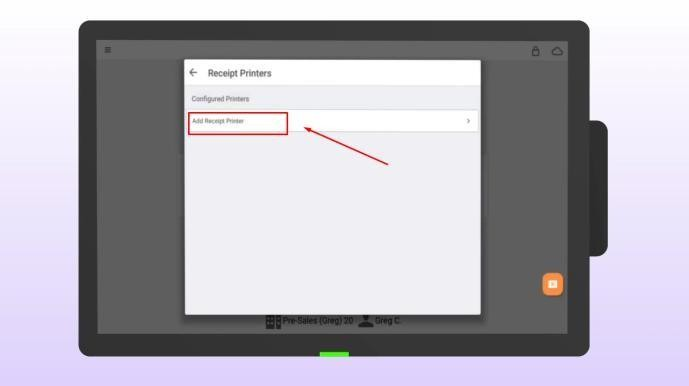 Receipt Printers
Configured Printers
Add Receipt Printer
Pre-Sales (Greg) 20 Greg C.